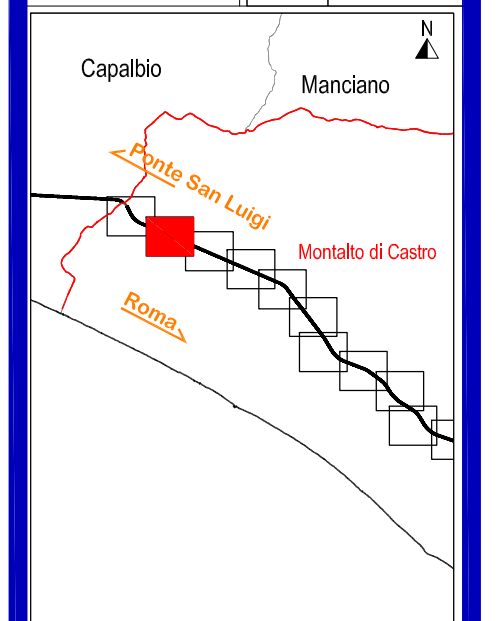 N
Capalbio
Manciano
Ponte San Luigi
Montalto di Castro
Roma